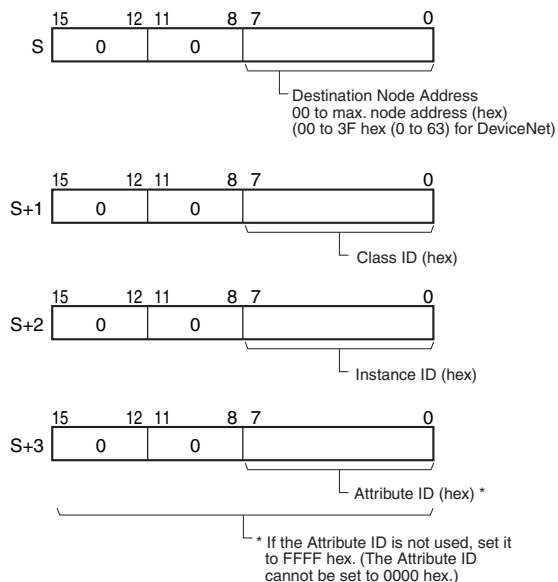 15 12 11 8 7 0
S 0 0
Destination Node Address
00 to max. node address (hex)
(00 to 3F hex (0 to 63) for DeviceNet)
15 12 11 8 7 0
S+1 0 0
Class ID (hex)
15 12 11 8 7 0
S+2 0 0
Instance ID (hex)
15 12 11 8 7 0
S+3 0 0
Attribute ID (hex) *
* If the Attribute ID is not used, set it
to FFFF hex. (The Attribute ID
cannot be set to 0000 hex.)